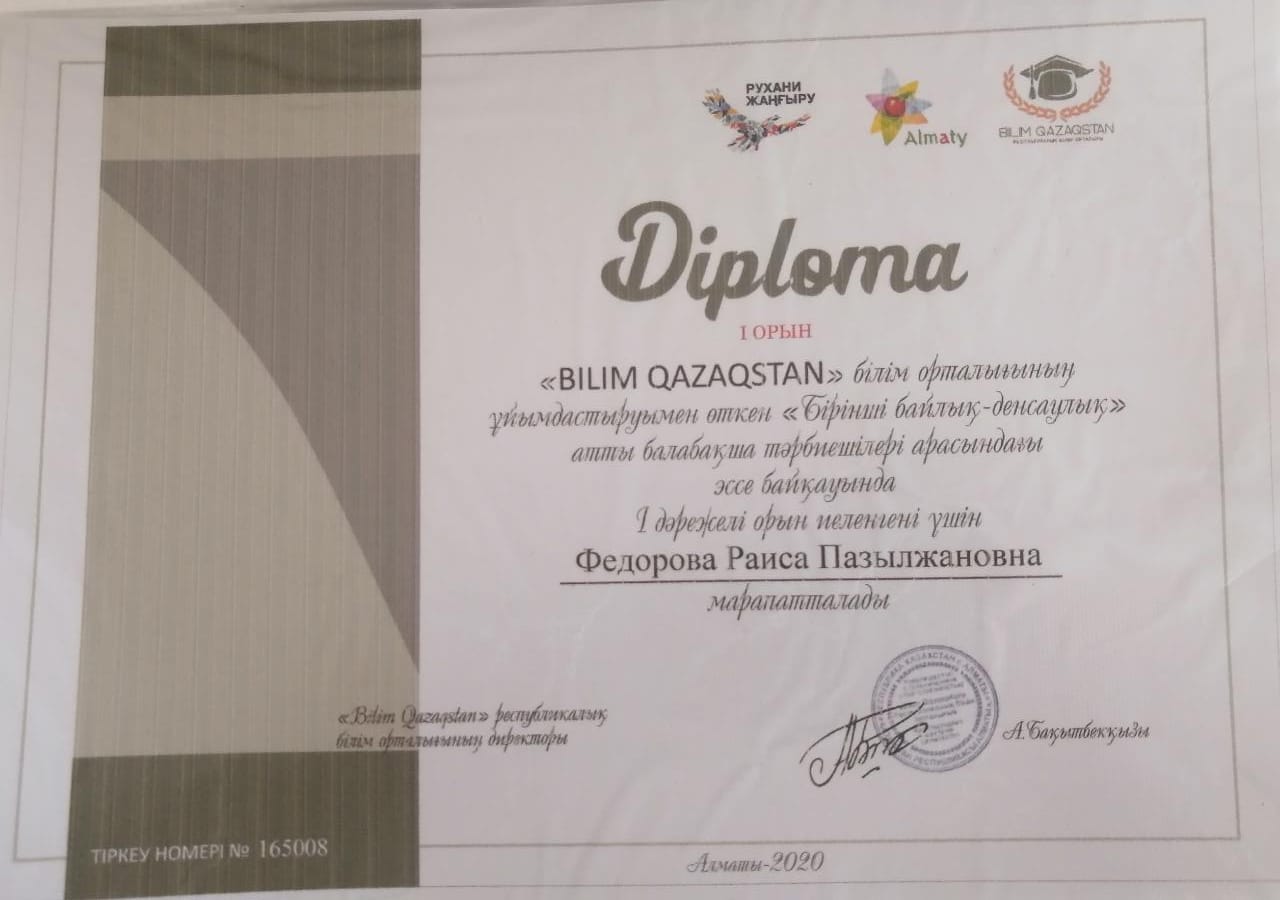 РУХАНИ
ЖАҢҒЫРУ
Almaty
BILIM QAZAQSTAN
Diploma
I ОРЫН
«BILIM QAZAQSTAN» білім орталығының
ұйымдастыруымен өткен «Бірінші байлық-денсаулық»
атты балабақша тәрбиешілері арасындағы
эссе байқауында
I дәрежелі орын иеленгені үшін
Федорова Раиса Пазылжановна
марапатталады
«Bilim Qazaqstan» республикалық
білім орталығының директоры
А.Бақытбекқызы
ТІРКЕУ НОМЕРІ № 165008
Алматы-2020